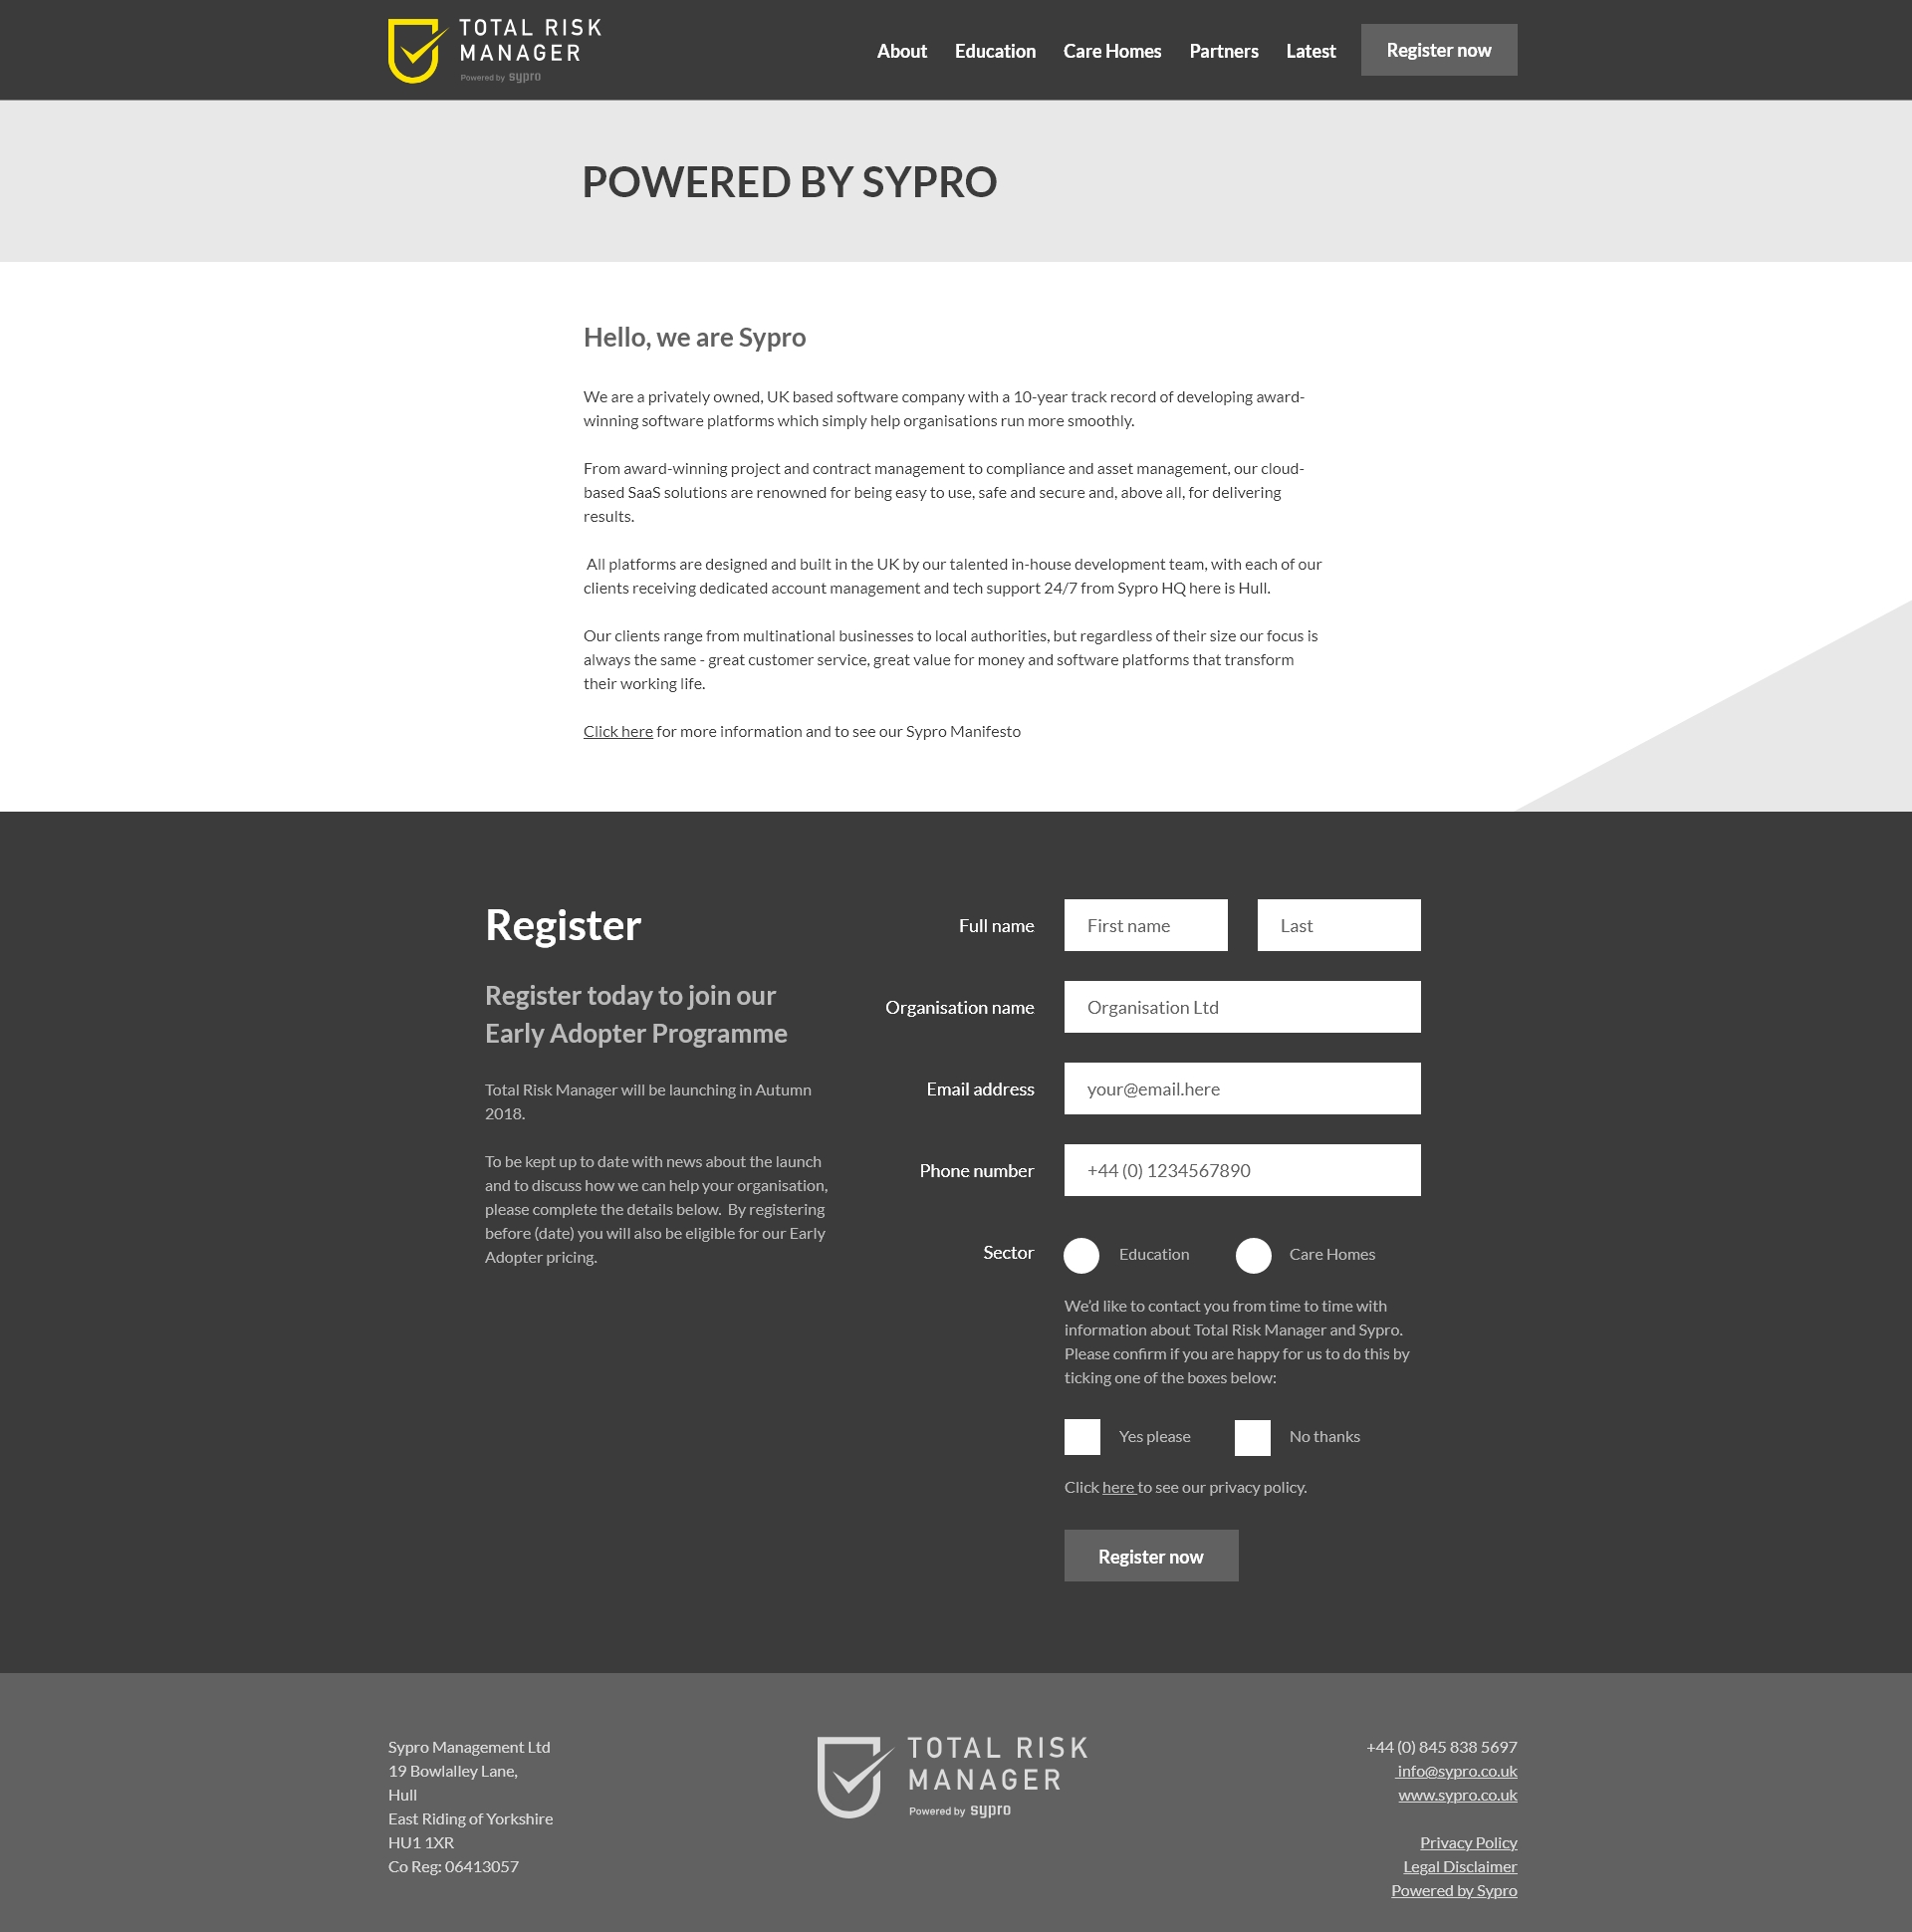 TOTAL RISK
MANAGER
Powered by sypro
About Education Care Homes Partners Latest Register now
POWERED BY SYPRO
Hello, we are Sypro
We are a privately owned, UK based software company with a 10-year track record of developing award-
winning software platforms which simply help organisations run more smoothly.
From award-winning project and contract management to compliance and asset management, our cloud-
based SaaS solutions are renowned for being easy to use, safe and secure and, above all, for delivering
results.
All platforms are designed and built in the UK by our talented in-house development team, with each of our
clients receiving dedicated account management and tech support 24/7 from Sypro HQ here is Hull.
Our clients range from multinational businesses to local authorities, but regardless of their size our focus is
always the same - great customer service, great value for money and software platforms that transform
their working life.
Click here for more information and to see our Sypro Manifesto
Register
Register today to join our
Early Adopter Programme
Total Risk Manager will be launching in Autumn
2018.
To be kept up to date with news about the launch
and to discuss how we can help your organisation,
please complete the details below. By registering
before (date) you will also be eligible for our Early
Adopter pricing.
Full name First name Last
Organisation name Organisation Ltd
Email address your@email.here
Phone number +44 (0) 1234567890
Sector Education Care Homes
We’d like to contact you from time to time with
information about Total Risk Manager and Sypro.
Please confirm if you are happy for us to do this by
ticking one of the boxes below:
Yes please No thanks
Click here to see our privacy policy.
Register now
Sypro Management Ltd
19 Bowlalley Lane,
Hull
East Riding of Yorkshire
HU1 1XR
Co Reg: 06413057
TOTAL RISK
MANAGER
Powered by sypro
+44 (0) 845 838 5697
info@sypro.co.uk
www.sypro.co.uk
Privacy Policy
Legal Disclaimer
Powered by Sypro